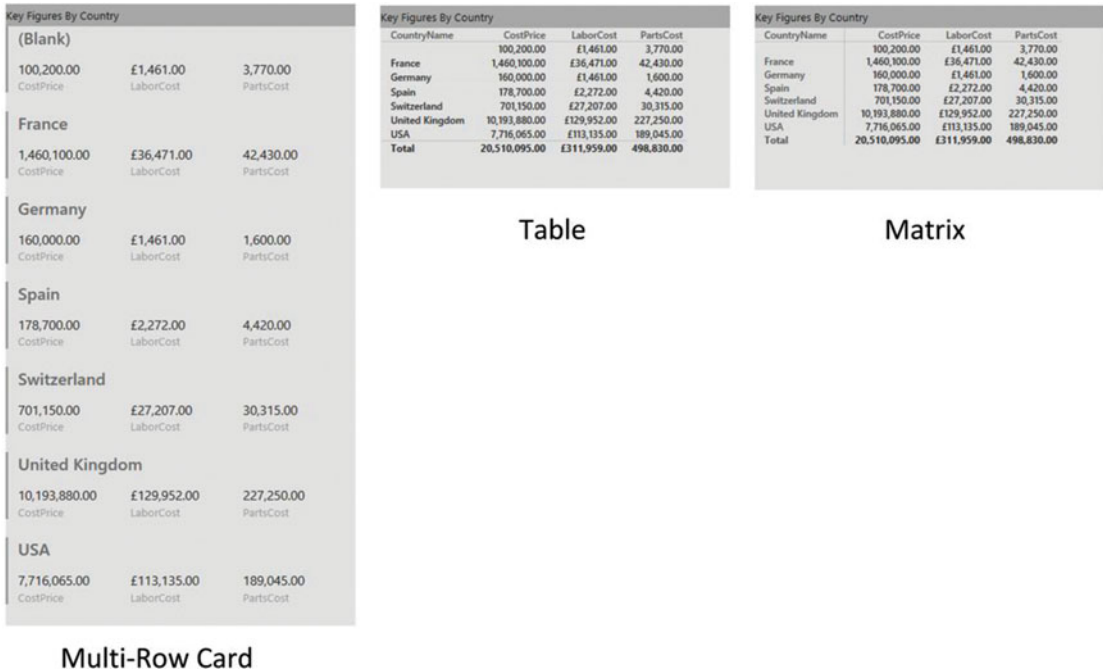 Key Figures By Country
(Blank)
100,200.00 £1,461.00 3,770.00
CostPrice LaborCost PartsCost
France
1,460,100.00 £36,471.00 42,430.00
CostPrice LaborCost PartsCost
Germany
160,000.00 £1,461.00 1,600.00
CostPrice LaborCost PartsCost
Spain
178,700.00 £2,272.00 4,420.00
CostPrice LaborCost PartsCost
Switzerland
701,150.00 £27,207.00 30,315.00
CostPrice LaborCost PartsCost
United Kingdom
10,193,880.00 £129,952.00 227,250.00
CostPrice LaborCost PartsCost
USA
7,716,065.00 £113,135.00 189,045.00
CostPrice LaborCost PartsCost
Multi-Row Card
Key Figures By Country
CountryName CostPrice LaborCost PartsCost
100,200.00 £1,461.00 3,770.00
France 1,460,100.00 £36,471.00 42,430.00
Germany 160,000.00 £1,461.00 1,600.00
Spain 178,700.00 £2,272.00 4,420.00
Switzerland 701,150.00 £27,207.00 30,315.00
United Kingdom 10,193,880.00 £129,952.00 227,250.00
USA 7,716,065.00 £113,135.00 189,045.00
Total 20,510,095.00 £311,959.00 498,830.00
Table
Key Figures By Country
CountryName CostPrice LaborCost PartsCost
100,200.00 £1,461.00 3,770.00
France 1,460,100.00 £36,471.00 42,430.00
Germany 160,000.00 £1,461.00 1,600.00
Spain 178,700.00 £2,272.00 4,420.00
Switzerland 701,150.00 £27,207.00 30,315.00
United Kingdom 10,193,880.00 £129,952.00 227,250.00
USA 7,716,065.00 £113,135.00 189,045.00
Total 20,510,095.00 £311,959.00 498,830.00
Matrix